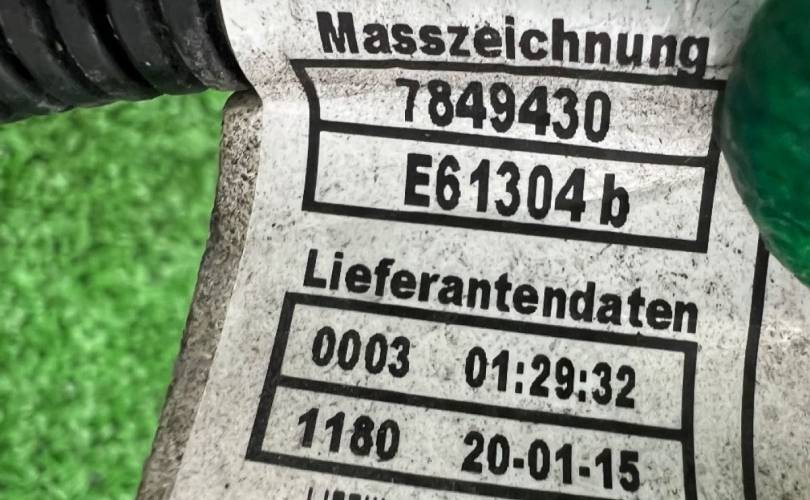 Masszeichnung
7849430
E61304 b
Lieferantendaten
0003 01:29:32
1180 20-01-15